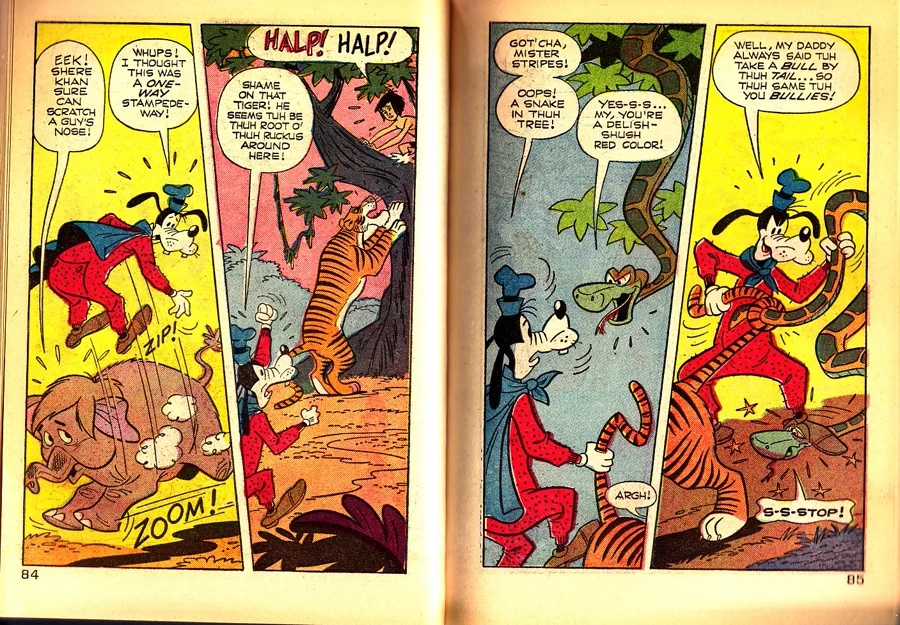 EEK!
SHERE
KHAN
SURE
CAN
SCRATCH
A GUY'S
NOSE!
WHUPS!
I THOUGHT
THIS WAS
A ONE-
WAY
STAMPEDE-
WAY!
ZIP!
ZOOM!
HALP! HALP!
SHAME
ON THAT
TIGER! HE
SEEMS TUH BE
THUH ROOT O'
THUH RUCKUS
AROUND
HERE!
84
GOT'CHA,
MISTER
STRIPES!
OOPS!
A SNAKE
IN THUH
TREE!
YES-S-S...
MY, YOU'RE
A DELISH-
SHUSH
RED COLOR!
ARGH!
WELL, MY DADDY
ALWAYS SAID TUH
TAKE A BULL BY
THUH TAIL...SO
THUH SAME TUH
YOU BULLIES!
S-S-STOP!
85